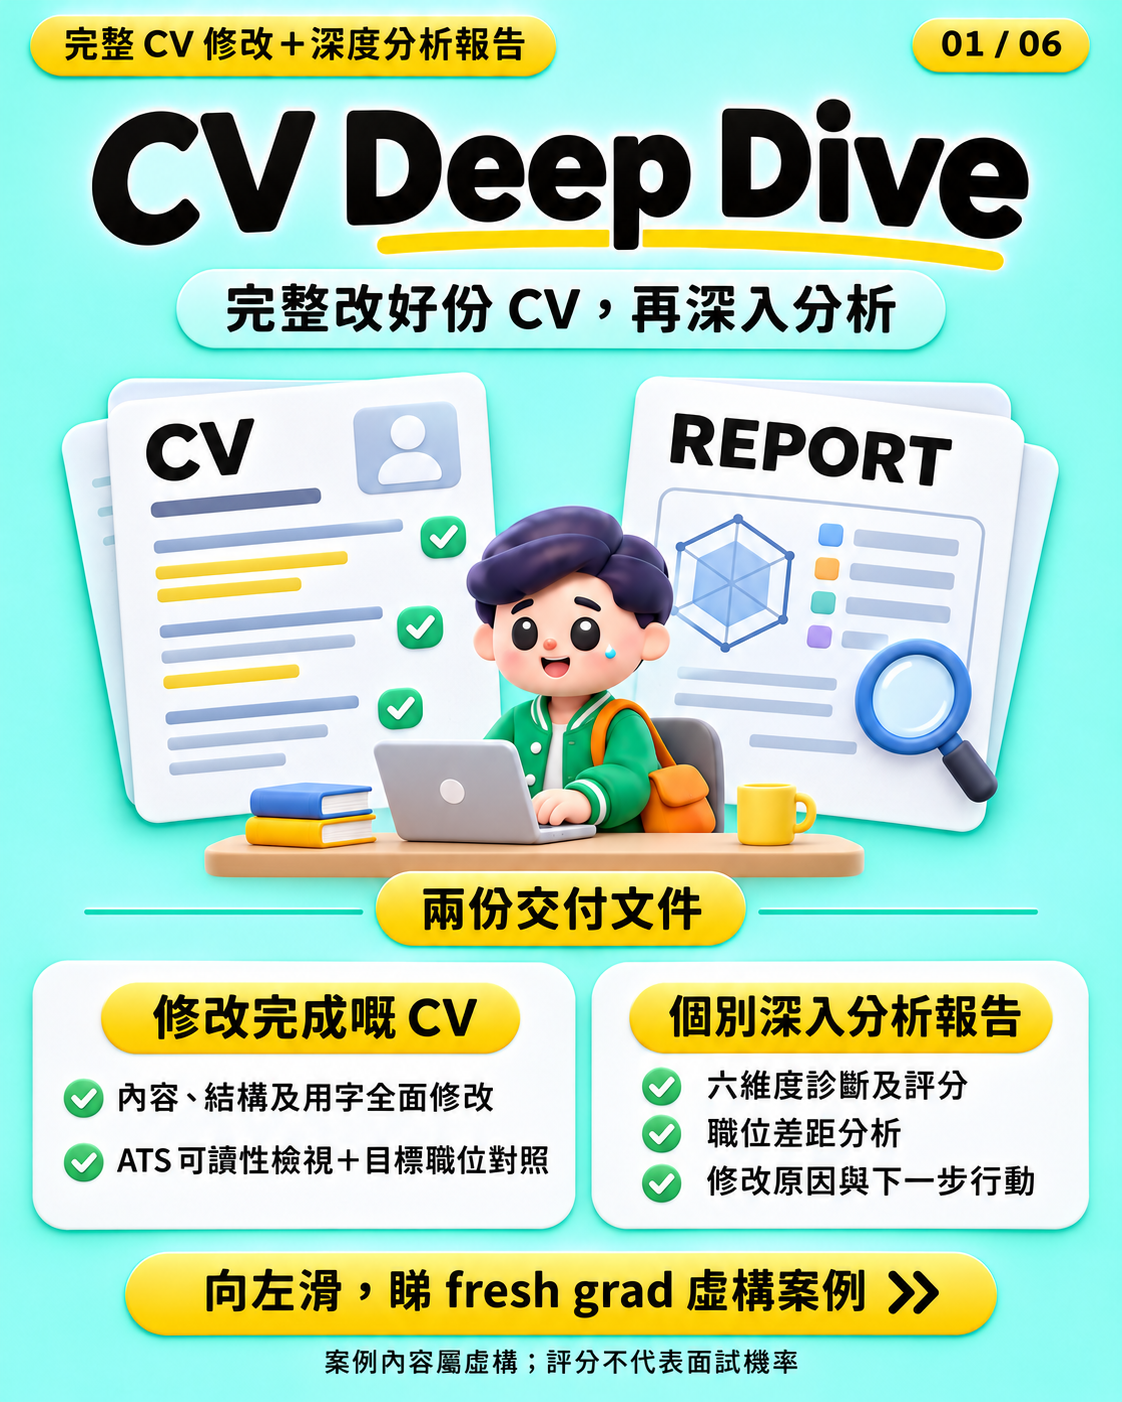 完整 CV 修改＋深度分析報告
01 / 06
CV Deep Dive
完整改好份 CV，再深入分析
CV
REPORT
兩份交付文件
修改完成嘅 CV
內容、結構及用字全面修改
ATS 可讀性檢視＋目標職位對照
個別深入分析報告
六維度診斷及評分
職位差距分析
修改原因與下一步行動
向左滑，睇 fresh grad 虛構案例
案例內容屬虛構；評分不代表面試機率